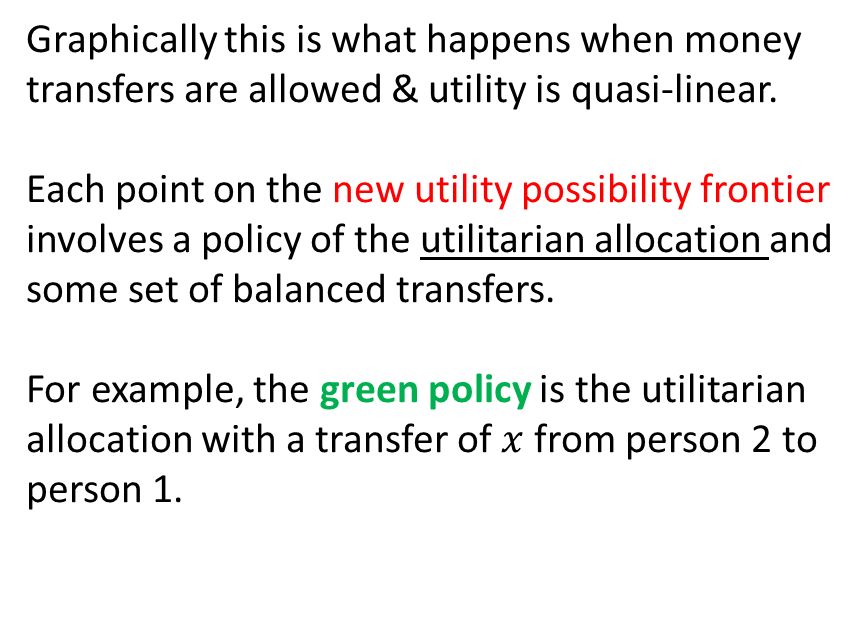 Graphically this is what happens when money
transfers are allowed & utility is quasi-linear.
Each point on the new utility possibility frontier
involves a policy of the utilitarian allocation and
some set of balanced transfers.
For example, the green policy is the utilitarian
allocation with a transfer of 𝑥 from person 2 to
person 1.